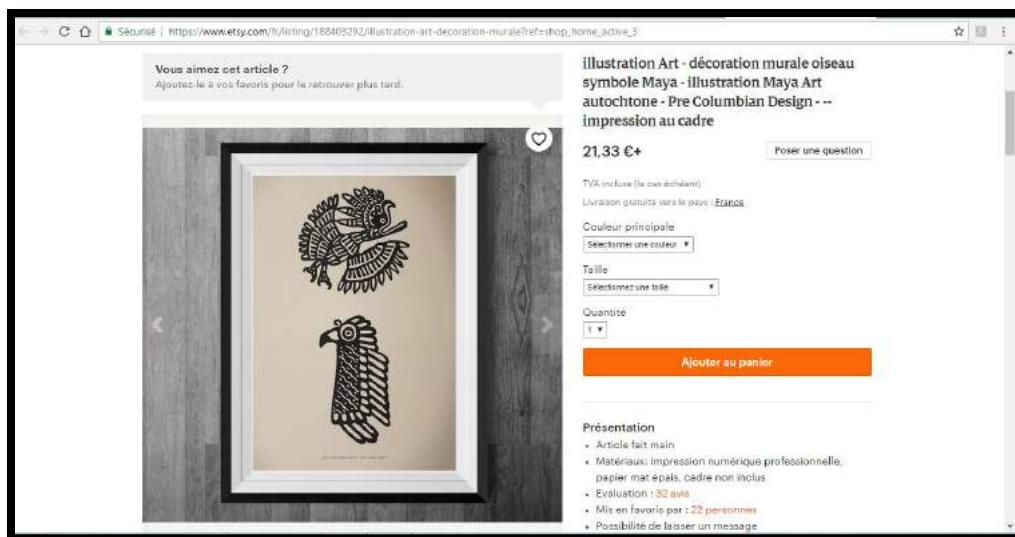 Sécurisé | https://www.etsy.com/fr/listing/188403292/illustration-art-decoration-murale?ref=shop_home_active_3
Vous aimez cet article ?
Ajoutez-le à vos favoris pour le retrouver plus tard.
illustration Art - décoration murale oiseau
symbole Maya - illustration Maya Art
autochtone - Pre Columbian Design - --
impression au cadre
21,33 €+
Poser une question
TVA incluse (le cas échéant)
Livraison gratuite vers le pays : France
Couleur principale
Sélectionner une couleur
Taille
Sélectionnez une taille
Quantité
1
Ajouter au panier
Présentation
• Article fait main
• Matériaux: impression numérique professionnelle,
papier mat épais, cadre non inclus
• Evaluation : 32 avis
• Mis en favoris par : 22 personnes
• Possibilité de laisser un message